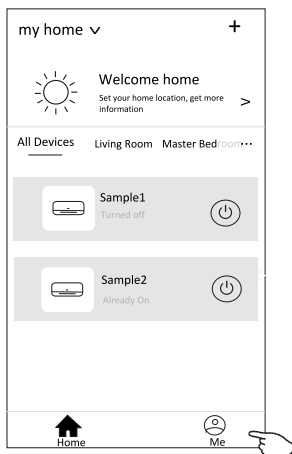 my home
Welcome home
Set your home location, get more
information
All Devices Living Room Master Bedroom
Sample1
Turned off
Sample2
Already On
Home Me